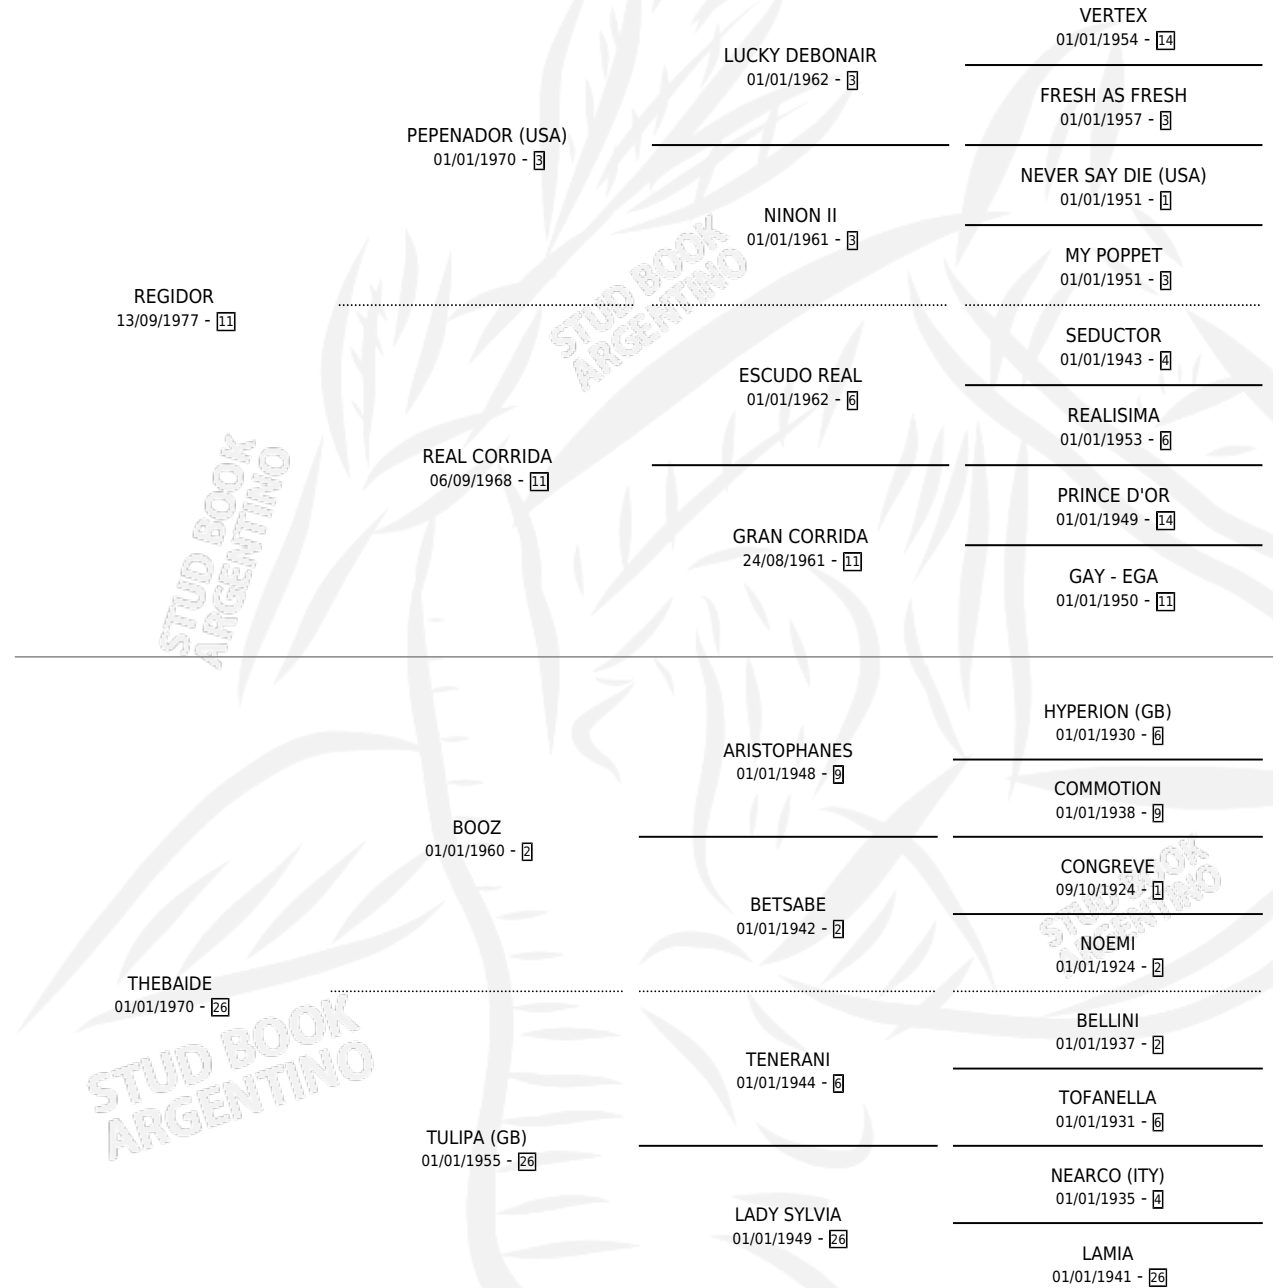 VERTEX
01/01/1954 - 14
LUCKY DEBONAIR
01/01/1962 - 3
FRESH AS FRESH
01/01/1957 - 3
PEPENADOR (USA)
01/01/1970 - 3
NEVER SAY DIE (USA)
01/01/1951 - 1
NINON II
01/01/1961 - 3
MY POPPET
01/01/1951 - 3
REGIDOR
13/09/1977 - 11
SEDUCTOR
01/01/1943 - 4
ESCUDO REAL
01/01/1962 - 6
REALISIMA
01/01/1953 - 6
REAL CORRIDA
06/09/1968 - 11
PRINCE D'OR
01/01/1949 - 14
GRAN CORRIDA
24/08/1961 - 11
GAY - EGA
01/01/1950 - 11
HYPERION (GB)
01/01/1930 - 6
ARISTOPHANES
01/01/1948 - 9
COMMOTION
01/01/1938 - 9
BOOZ
01/01/1960 - 2
CONGREVE
09/10/1924 - 1
BETSABE
01/01/1942 - 2
NOEMI
01/01/1924 - 2
THEBAIDE
01/01/1970 - 26
BELLINI
01/01/1937 - 2
TENERANI
01/01/1944 - 6
TOFANELLA
01/01/1931 - 6
TULIPA (GB)
01/01/1955 - 26
NEARCO (ITY)
01/01/1935 - 4
LADY SYLVIA
01/01/1949 - 26
LAMIA
01/01/1941 - 26
STUD BOOK
ARGENTINO
STUD BOOK
ARGENTINO
STUD BOOK
ARGENTINO
STUD BOOK
ARGENTINO